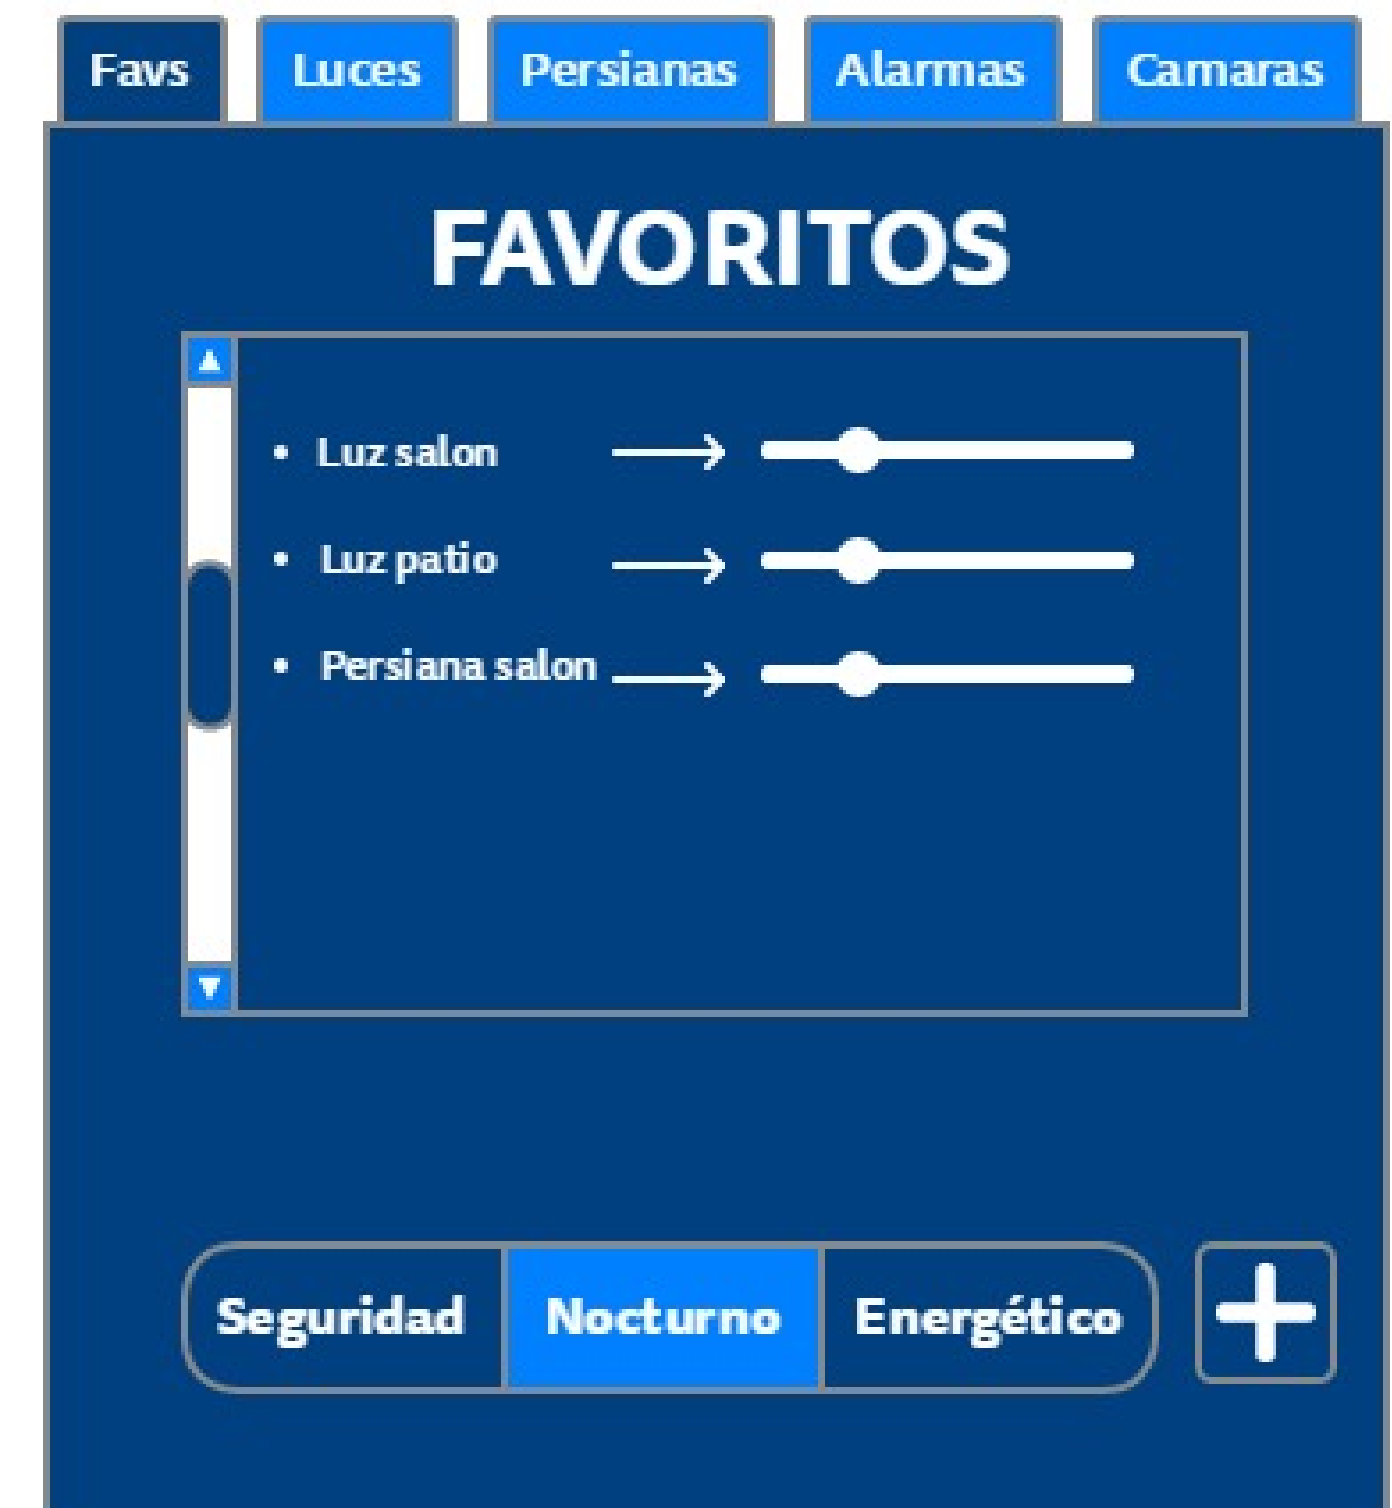 Favs Luces Persianas Alarmas Camaras
FAVORITOS
• Luz salon
• Luz patio
• Persiana salon
Seguridad Nocturno Energético